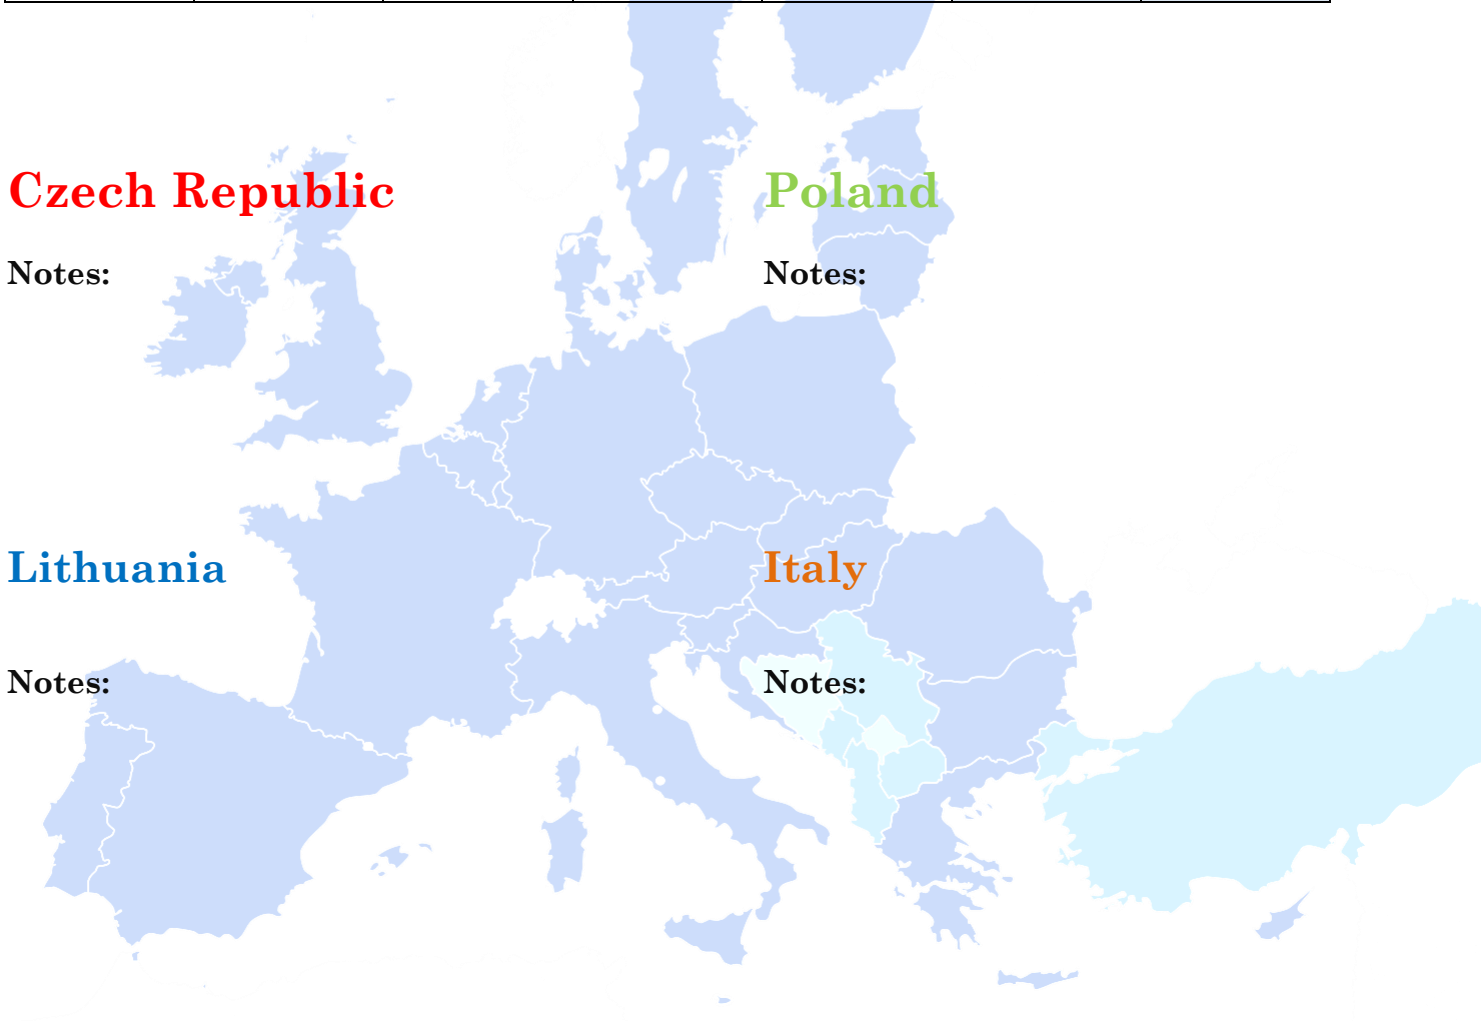 Czech Republic
Poland
Notes:
Notes:
Lithuania
Italy
Notes:
Notes: